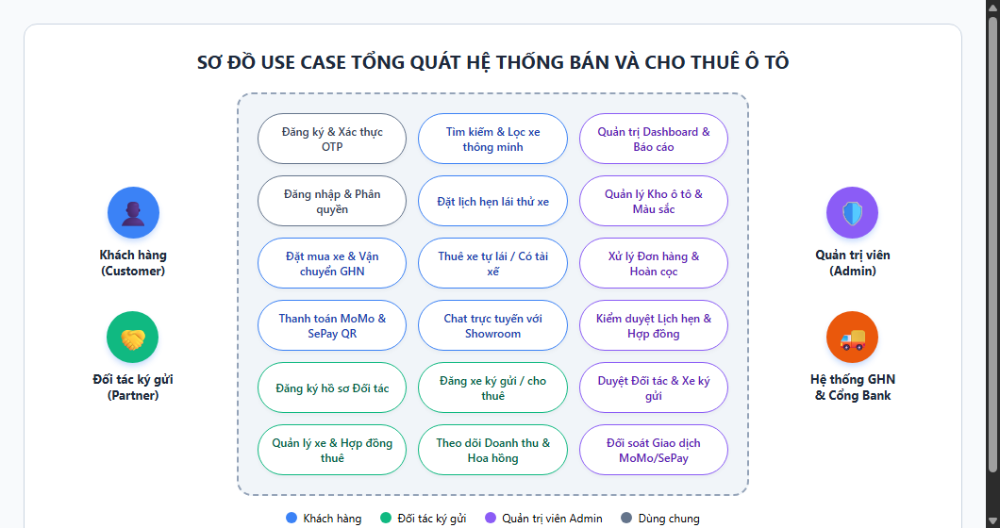 SƠ ĐỒ USE CASE TỔNG QUÁT HỆ THỐNG BÁN VÀ CHO THUÊ Ô TÔ
Khách hàng
(Customer)
Đối tác ký gửi
(Partner)
Đăng ký & Xác thực
OTP
Tìm kiếm & Lọc xe
thông minh
Quản trị Dashboard &
Báo cáo
Đăng nhập & Phân
quyền
Đặt lịch hẹn lái thử xe
Quản lý Kho ô tô &
Màu sắc
Đặt mua xe & Vận
chuyển GHN
Thuê xe tự lái / Có tài
xế
Xử lý Đơn hàng &
Hoàn cọc
Thanh toán MoMo &
SePay QR
Chat trực tuyến với
Showroom
Kiểm duyệt Lịch hẹn &
Hợp đồng
Đăng ký hồ sơ Đối tác
Đăng xe ký gửi / cho
thuê
Duyệt Đối tác & Xe ký
gửi
Quản lý xe & Hợp đồng
thuê
Theo dõi Doanh thu &
Hoa hồng
Đối soát Giao dịch
MoMo/SePay
Quản trị viên
(Admin)
Hệ thống GHN
& Cổng Bank
Khách hàng
Đối tác ký gửi
Quản trị viên Admin
Dùng chung